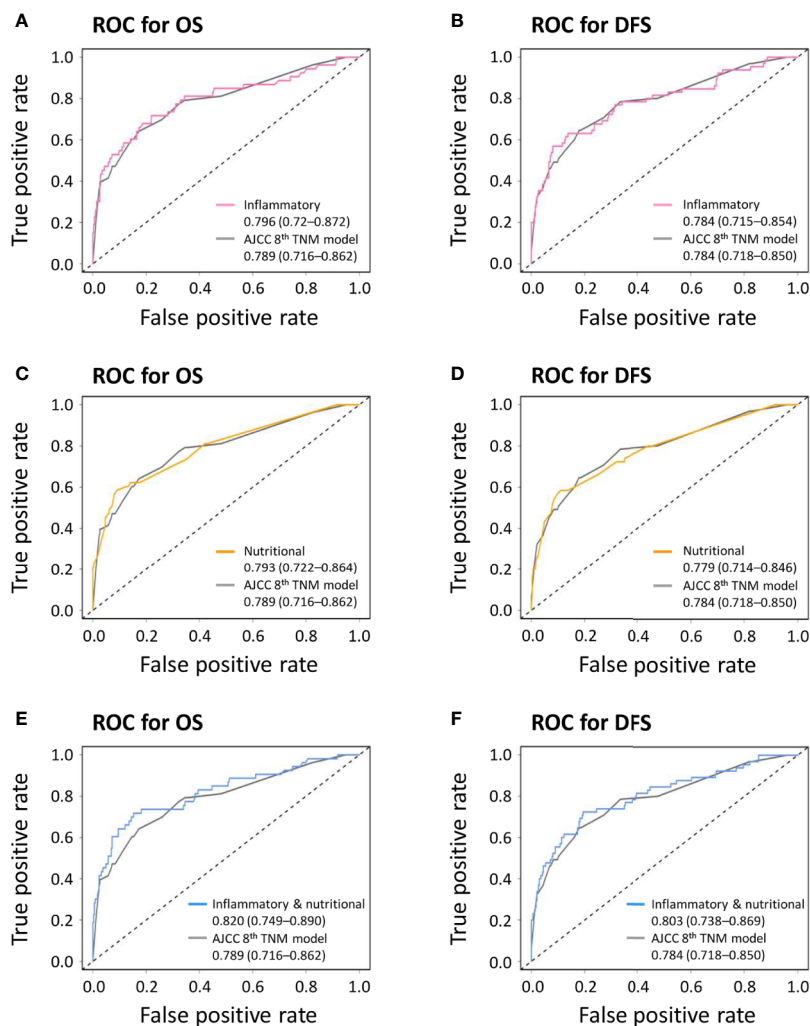 A
ROC for OS
True positive rate
1.0
0.8
0.6
0.4
0.2
0.0
Inflammatory
0.796 (0.72–0.872)
AJCC 8th TNM model
0.789 (0.716–0.862)
0.0 0.2 0.4 0.6 0.8 1.0
False positive rate
B
ROC for DFS
True positive rate
1.0
0.8
0.6
0.4
0.2
0.0
Inflammatory
0.784 (0.715–0.854)
AJCC 8th TNM model
0.784 (0.718–0.850)
0.0 0.2 0.4 0.6 0.8 1.0
False positive rate
C
ROC for OS
True positive rate
1.0
0.8
0.6
0.4
0.2
0.0
Nutritional
0.793 (0.722–0.864)
AJCC 8th TNM model
0.789 (0.716–0.862)
0.0 0.2 0.4 0.6 0.8 1.0
False positive rate
D
ROC for DFS
True positive rate
1.0
0.8
0.6
0.4
0.2
0.0
Nutritional
0.779 (0.714–0.846)
AJCC 8th TNM model
0.784 (0.718–0.850)
0.0 0.2 0.4 0.6 0.8 1.0
False positive rate
E
ROC for OS
True positive rate
1.0
0.8
0.6
0.4
0.2
0.0
Inflammatory & nutritional
0.820 (0.749–0.890)
AJCC 8th TNM model
0.789 (0.716–0.862)
0.0 0.2 0.4 0.6 0.8 1.0
False positive rate
F
ROC for DFS
True positive rate
1.0
0.8
0.6
0.4
0.2
0.0
Inflammatory & nutritional
0.803 (0.738–0.869)
AJCC 8th TNM model
0.784 (0.718–0.850)
0.0 0.2 0.4 0.6 0.8 1.0
False positive rate